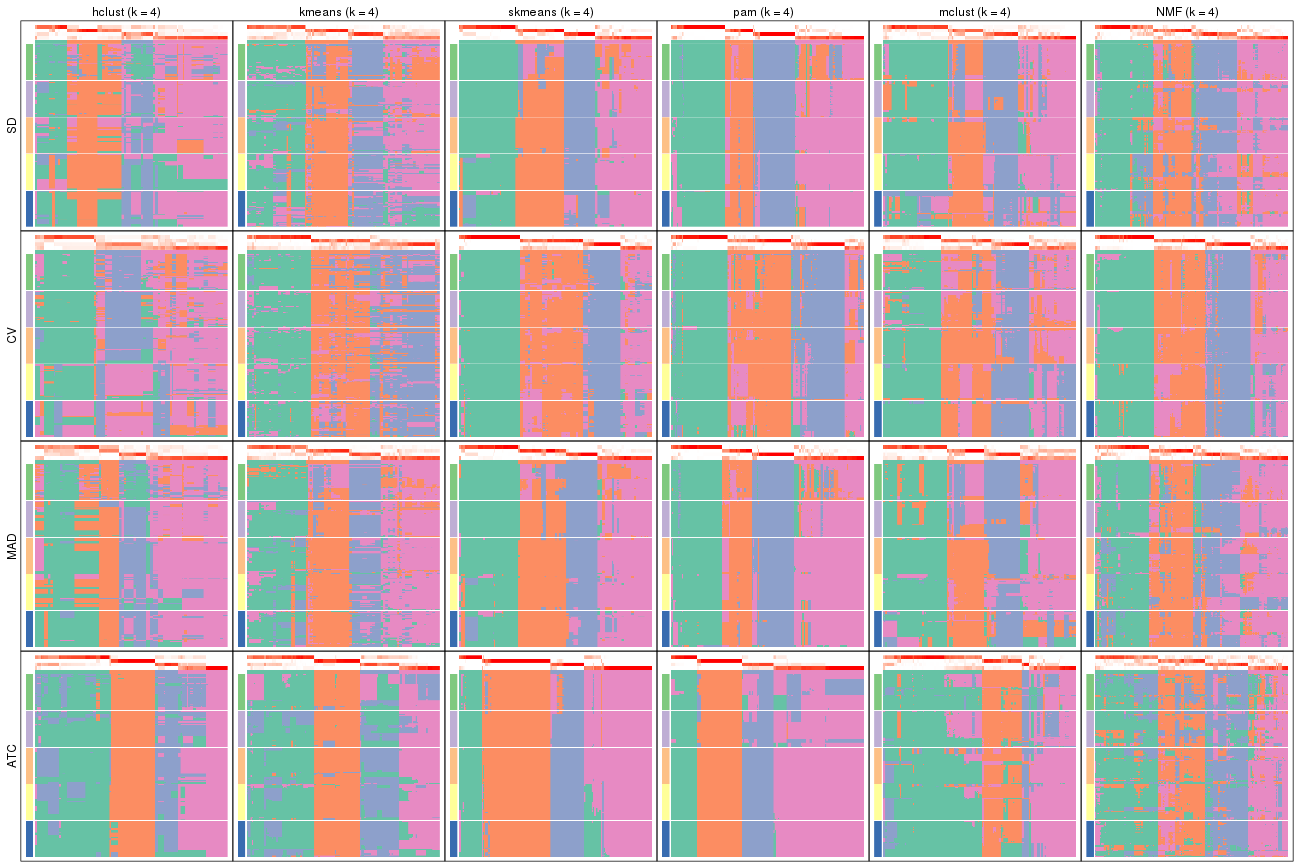 hclust (k = 4) kmeans (k = 4) skmeans (k = 4) pam (k = 4) mclust (k = 4) NMF (k = 4)
SD
CV
MAD
ATC